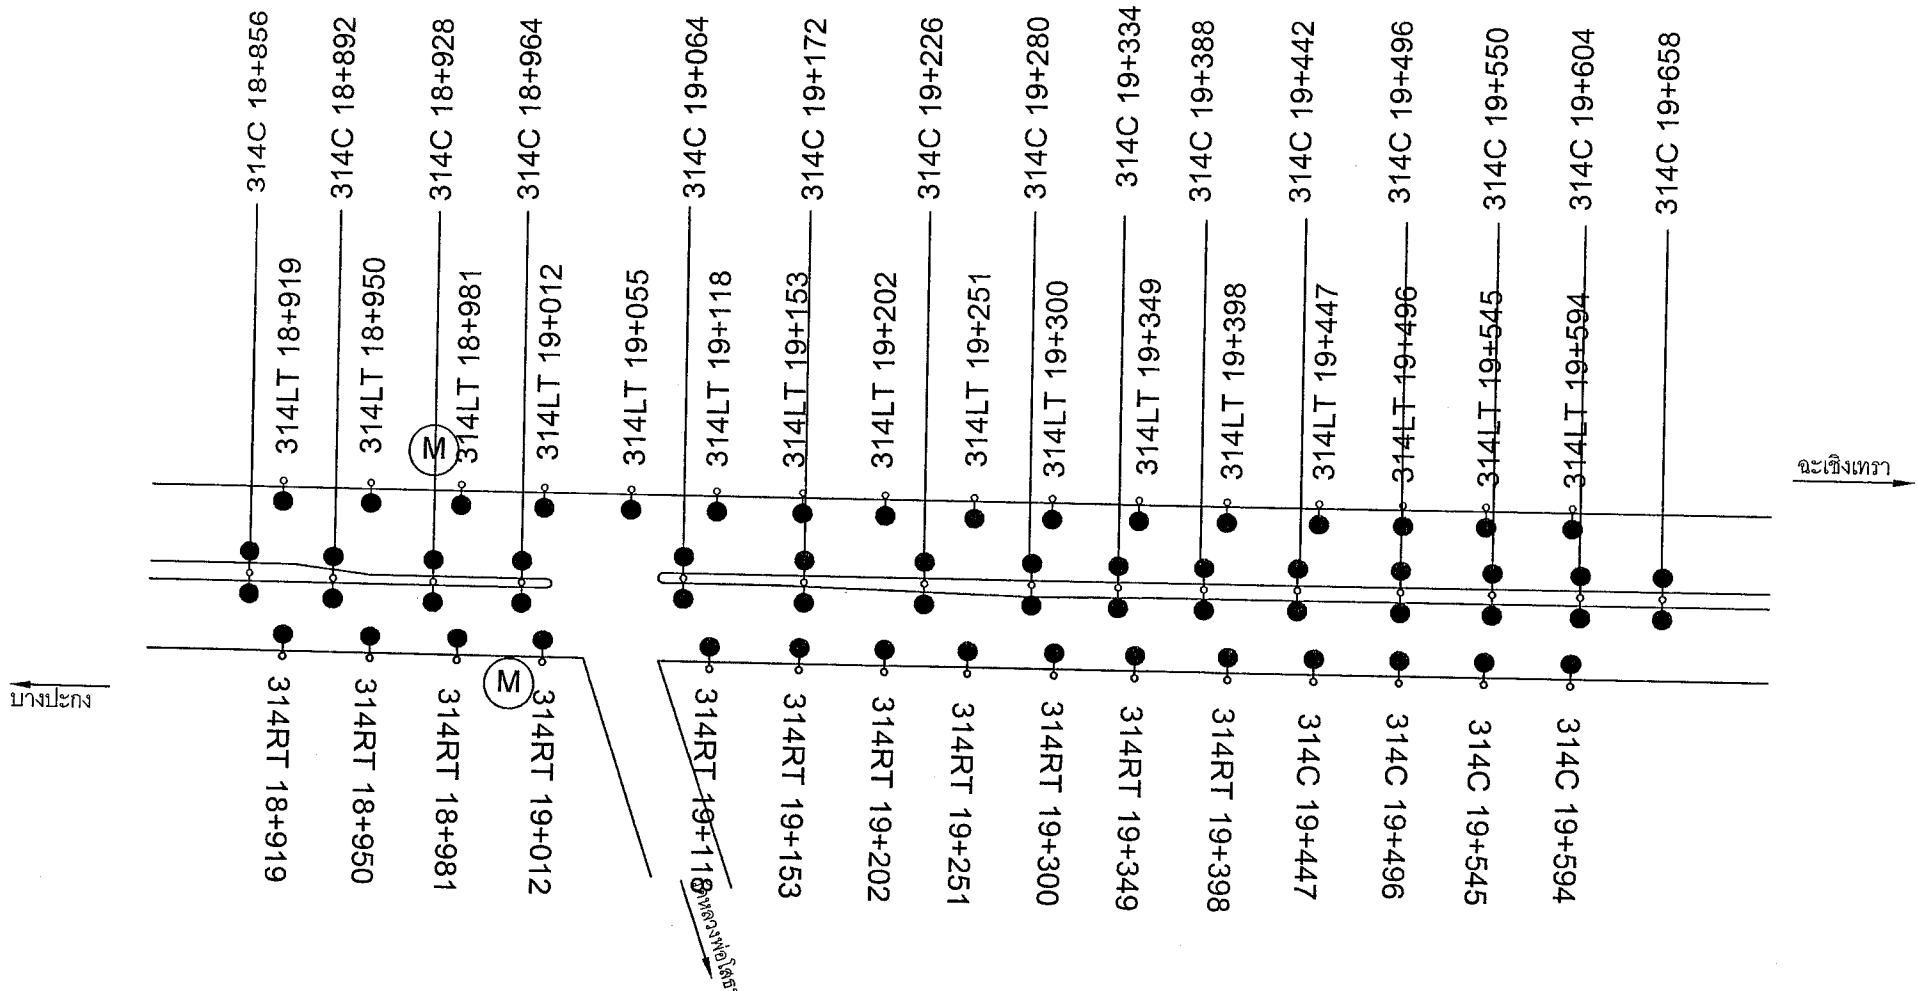 314C 18+856
314C 18+892
314C 18+928
314C 18+964
314C 19+064
314C 19+172
314C 19+226
314C 19+280
314C 19+334
314C 19+388
314C 19+442
314C 19+496
314C 19+550
314C 19+604
314C 19+658
314LT 18+919
314LT 18+950
314LT 18+981
314LT 19+012
314LT 19+055
314LT 19+118
314LT 19+153
314LT 19+202
314LT 19+251
314LT 19+300
314LT 19+349
314LT 19+398
314LT 19+447
314LT 19+496
314LT 19+545
314LT 19+594
M
ฉะเชิงเทรา
บางปะกง
M
314RT 18+919
314RT 18+950
314RT 18+981
314RT 19+012
314RT 19+118
314RT 19+153
314RT 19+202
314RT 19+251
314RT 19+300
314RT 19+349
314RT 19+398
314C 19+447
314C 19+496
314C 19+545
314C 19+594